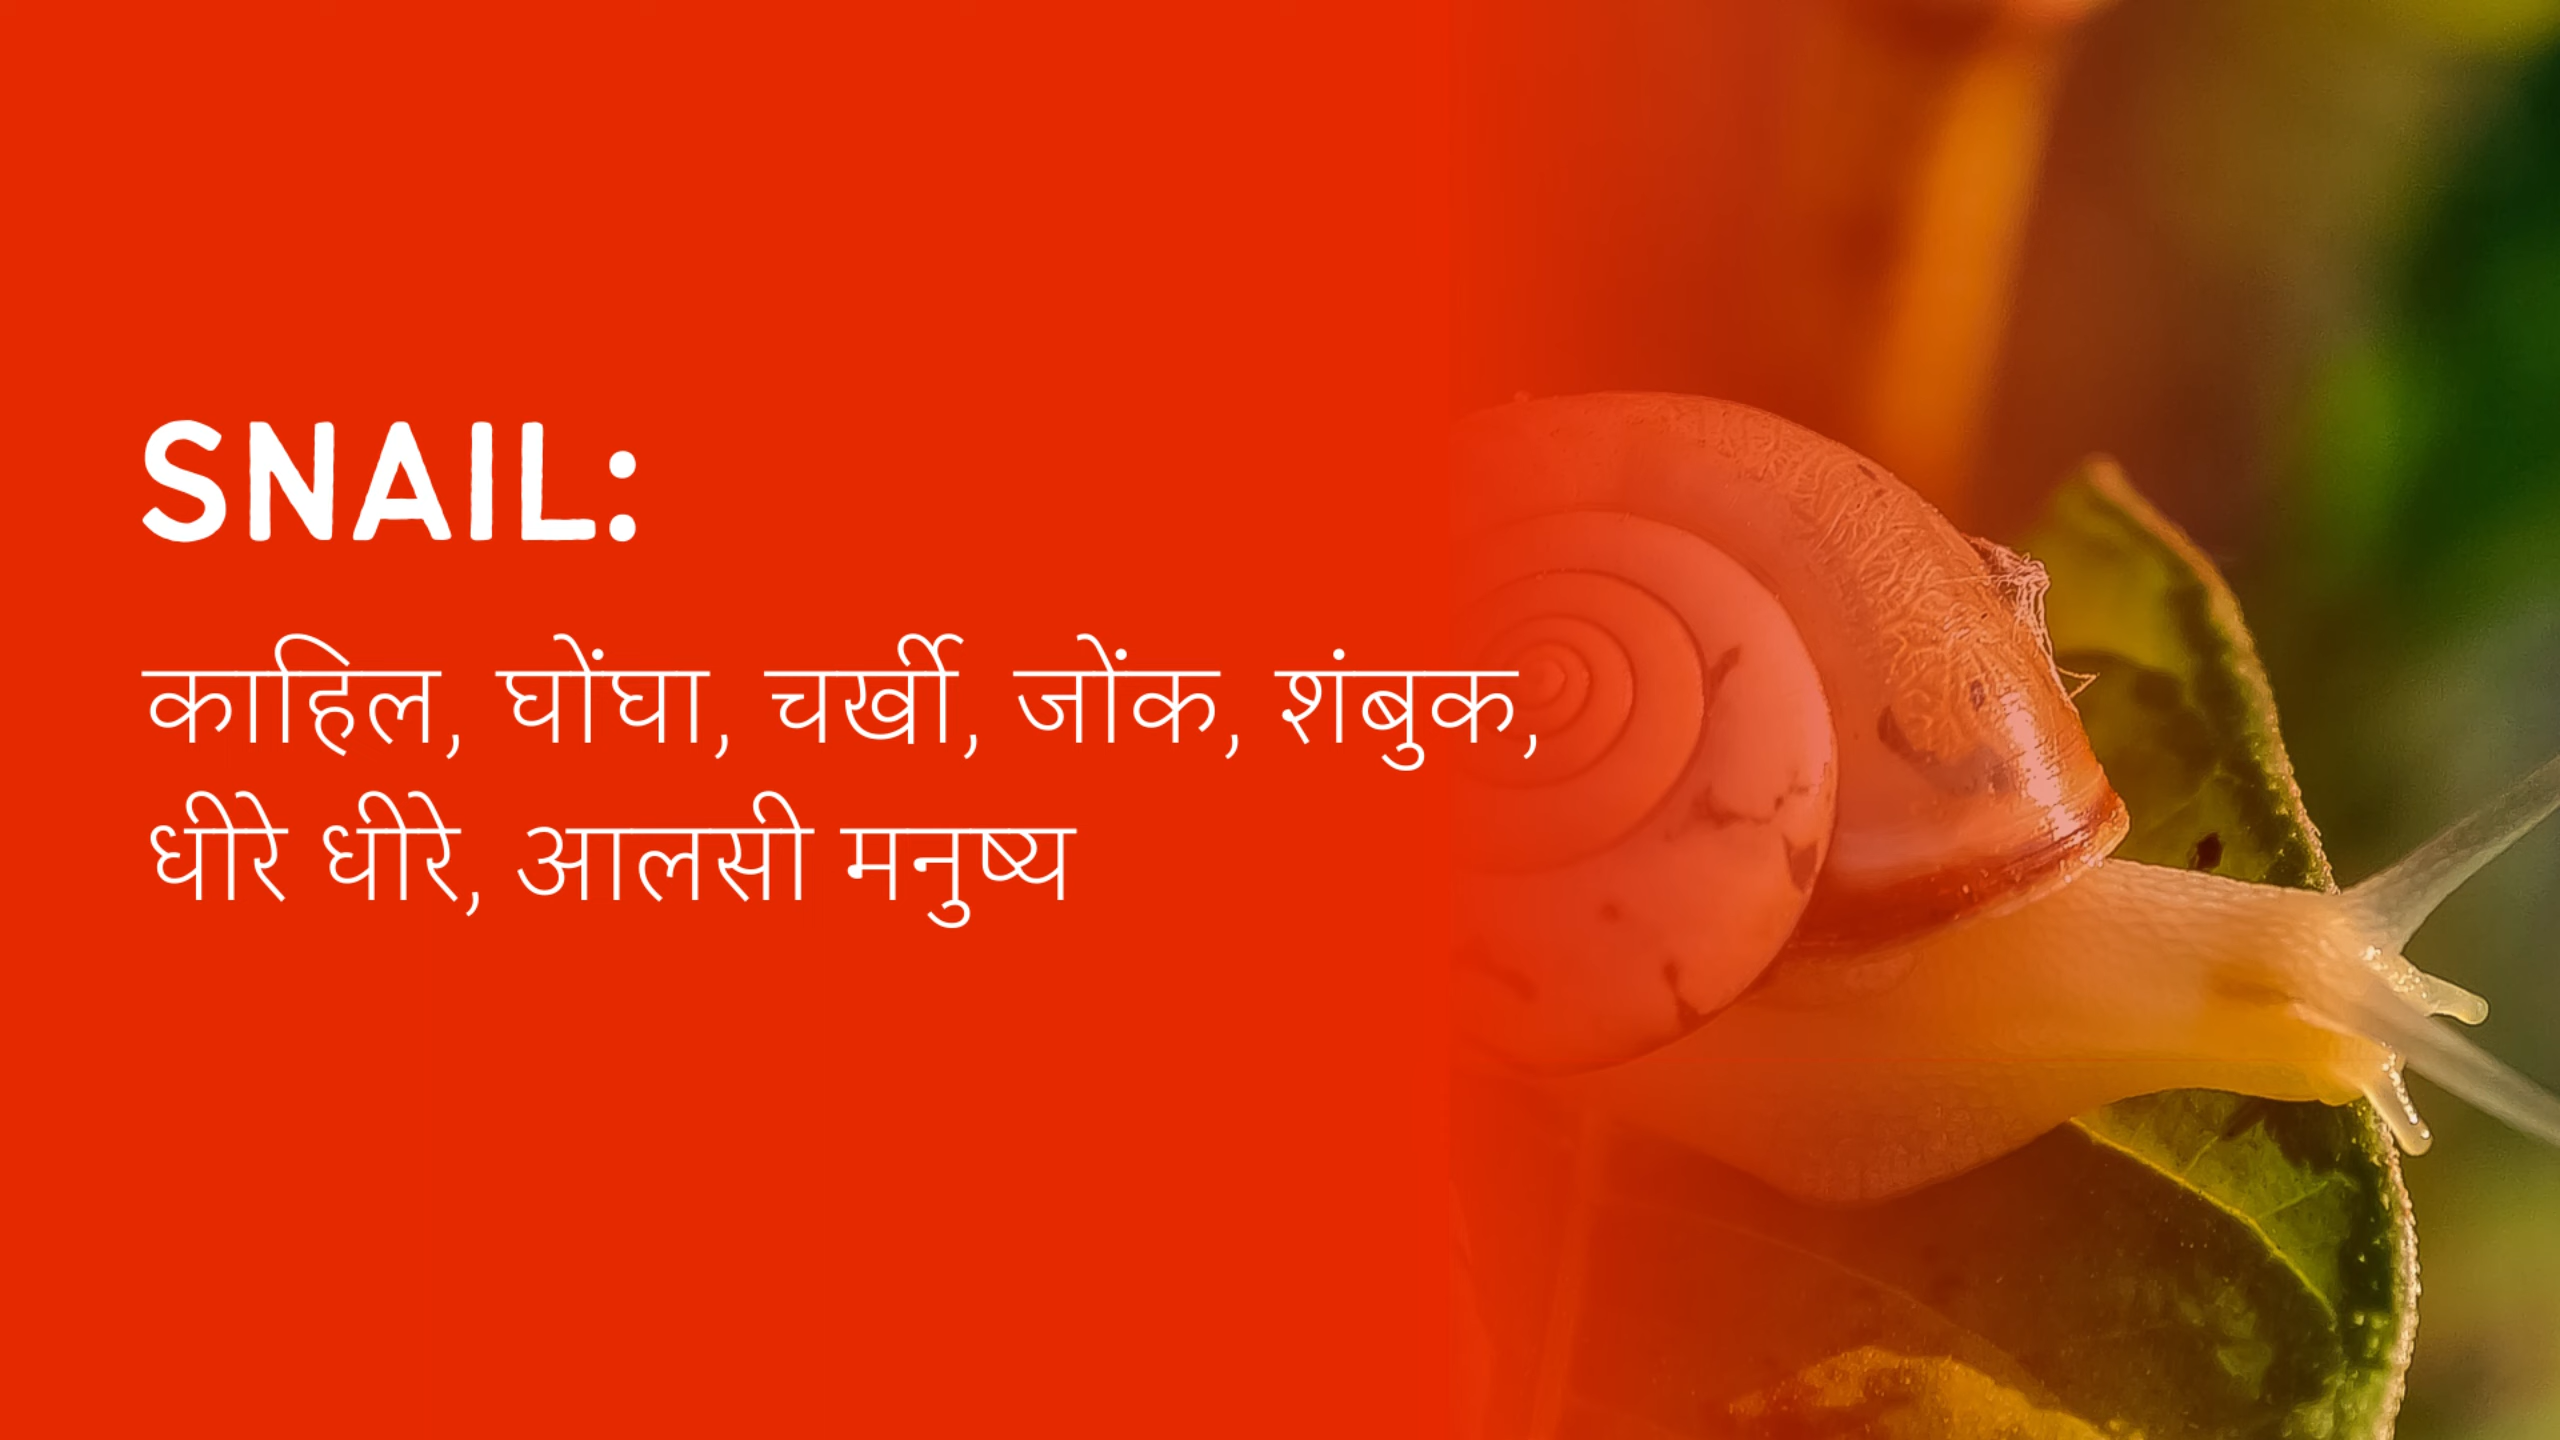 SNAIL:
काहिल, घोंघा, चर्खी, जोंक, शंबुक,
धीरे धीरे, आलसी मनुष्य